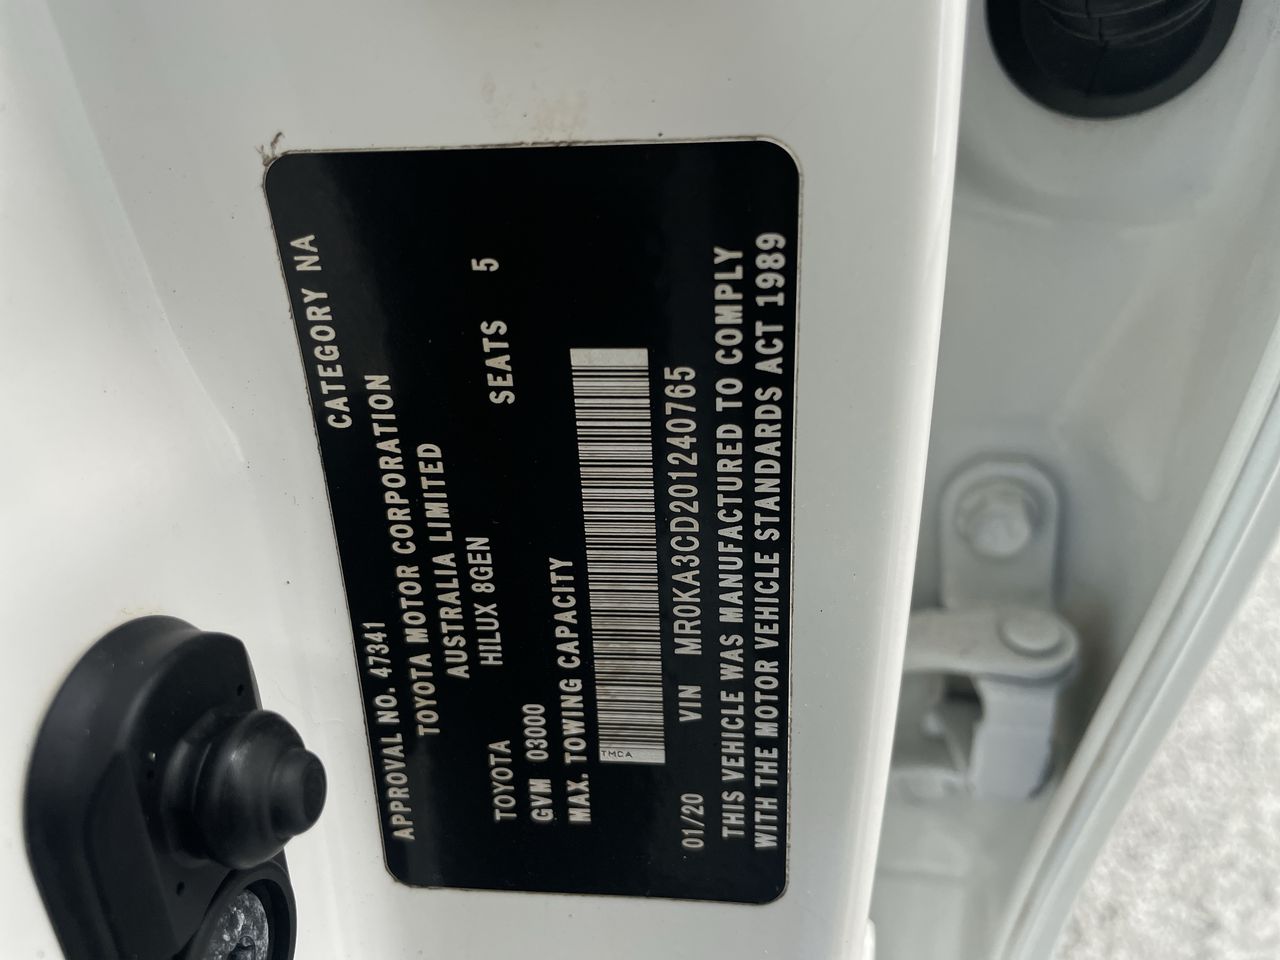 APPROVAL NO. 47341 CATEGORY NA
TOYOTA MOTOR CORPORATION
AUSTRALIA LIMITED
TOYOTA HILUX 8GEN SEATS 5
GVM 03000
MAX. TOWING CAPACITY
TMCA
01/20 VIN MR0KA3CD201240765
THIS VEHICLE WAS MANUFACTURED TO COMPLY
WITH THE MOTOR VEHICLE STANDARDS ACT 1989